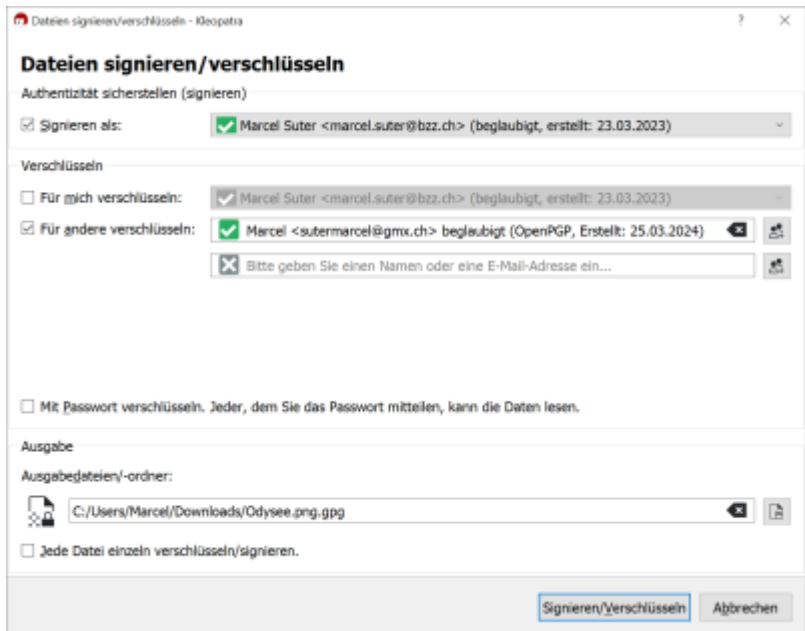 Dateien signieren/verschlüsseln - Kleopatra
Dateien signieren/verschlüsseln
Authentizität sicherstellen (signieren)
Signieren als: Marcel Suter <marcel.suter@bzz.ch> (beglaubigt, erstellt: 23.03.2023)
Verschlüsseln
Für mich verschlüsseln: Marcel Suter <marcel.suter@bzz.ch> (beglaubigt, erstellt: 23.03.2023)
Für andere verschlüsseln: Marcel <sutermarcel@gmx.ch> beglaubigt (OpenPGP, Erstellt: 25.03.2024)
Bitte geben Sie einen Namen oder eine E-Mail-Adresse ein...
Mit Passwort verschlüsseln. Jeder, dem Sie das Passwort mitteilen, kann die Daten lesen.
Ausgabe
Ausgabedateien/-ordner:
C:/Users/Marcel/Downloads/Odysee.png.gpg
Jede Datei einzeln verschlüsseln/signieren.
Signieren/Verschlüsseln Abbrechen